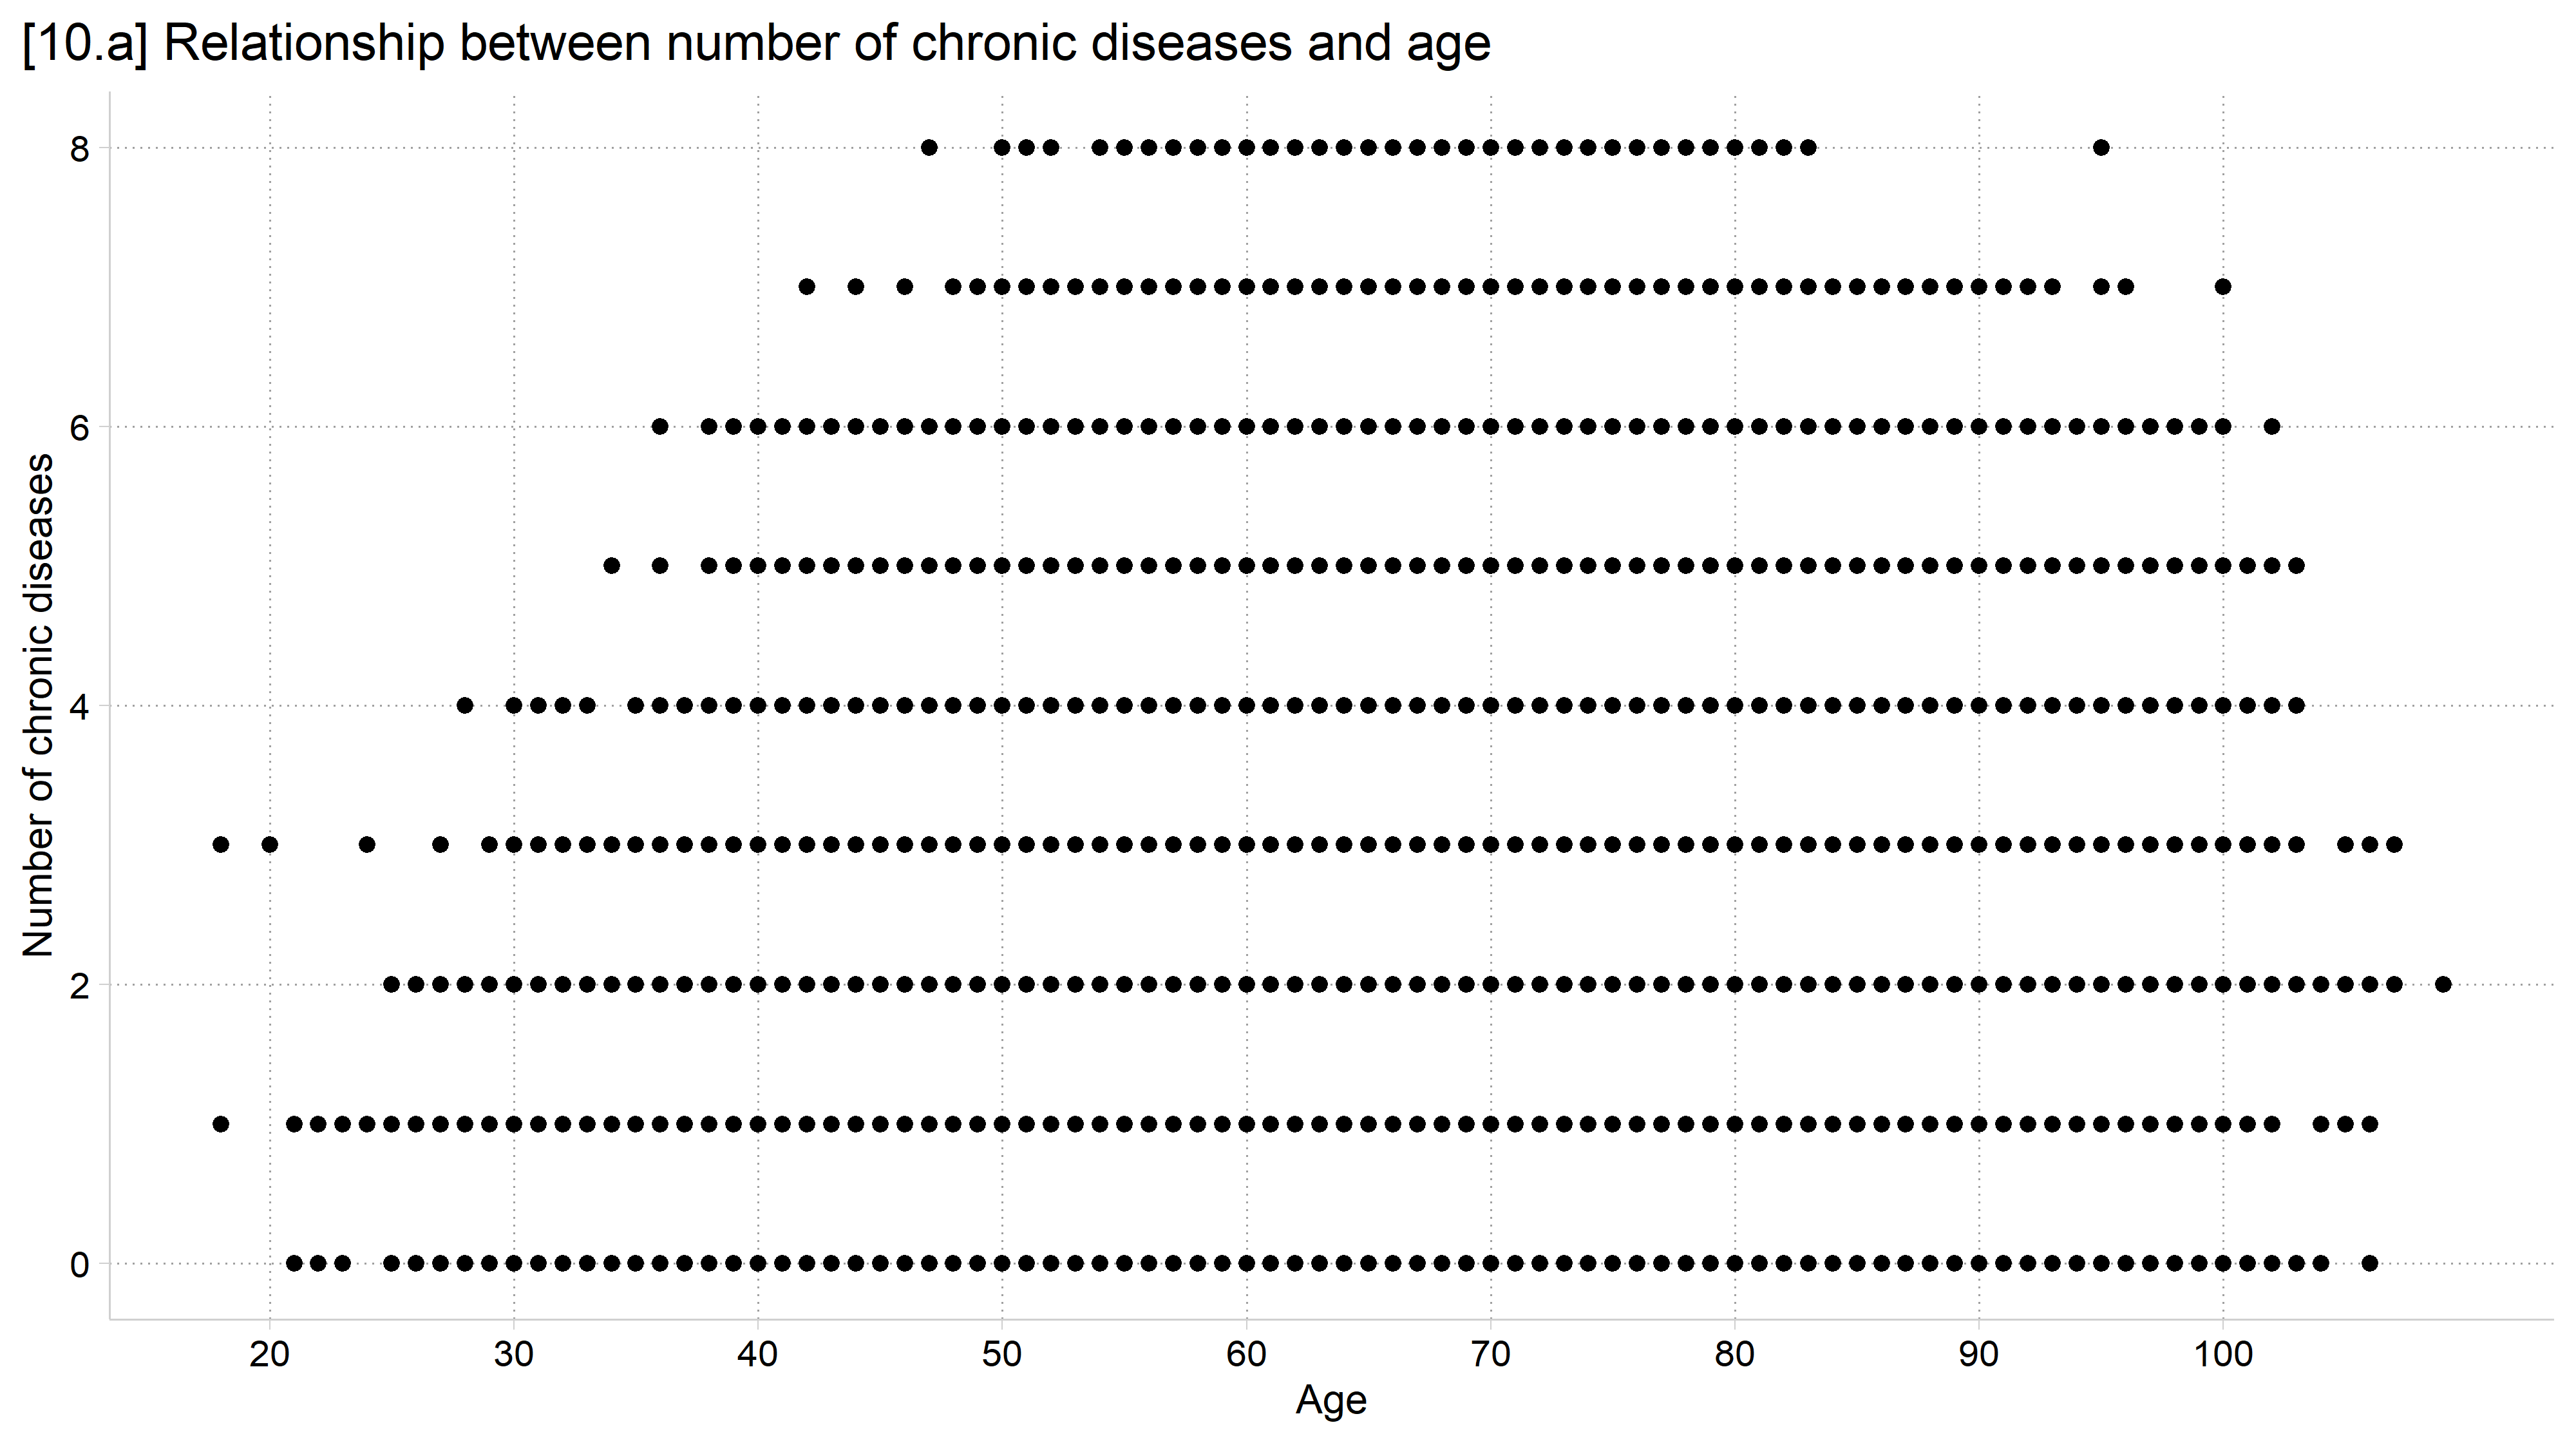 [10.a] Relationship between number of chronic diseases and age
Number of chronic diseases
8
6
4
2
0
20 30 40 50 60 70 80 90 100
Age